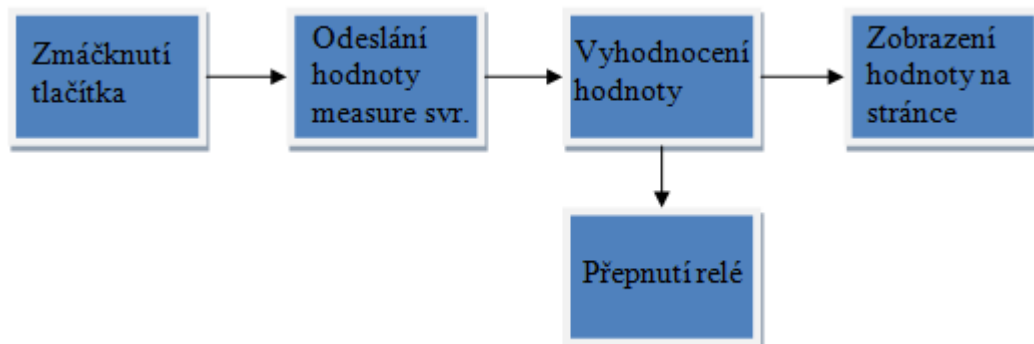 Zmáčknutí
tlačítka
Odeslání
hodnoty
measure svr.
Vyhodnocení
hodnoty
Zobrazení
hodnoty na
stránce
Přepnutí relé